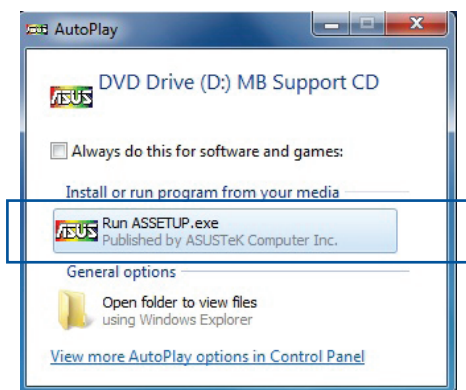 AutoPlay
DVD Drive (D:) MB Support CD
ASUS
Always do this for software and games:
Install or run program from your media
ASUS
Run ASSETUP.exe
Published by ASUSTeK Computer Inc.
General options
Open folder to view files
using Windows Explorer
View more AutoPlay options in Control Panel